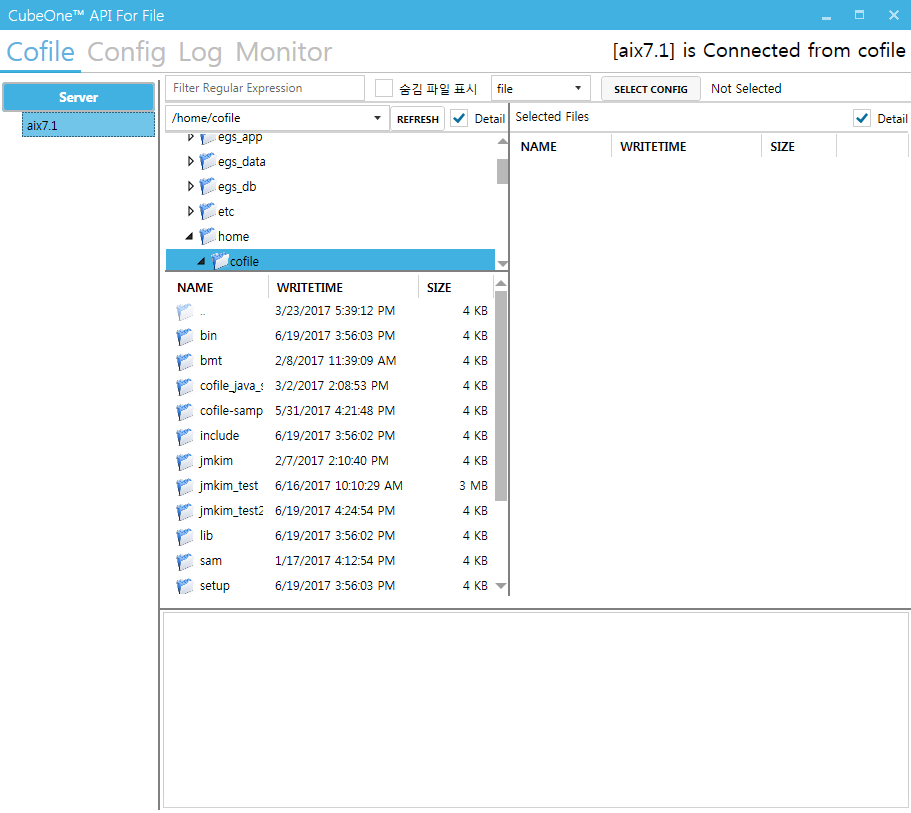 CubeOne™ API For File
Cofile Config Log Monitor
[aix7.1] is Connected from cofile
Server
aix7.1
Filter Regular Expression
숨김 파일 표시
file
SELECT CONFIG
Not Selected
/home/cofile
REFRESH
Detail
egs_app
egs_data
egs_db
etc
home
cofile
NAME WRITETIME SIZE
.. 3/23/2017 5:39:12 PM 4 KB
bin 6/19/2017 3:56:03 PM 4 KB
bmt 2/8/2017 11:39:09 AM 4 KB
cofile_java_s 3/2/2017 2:08:53 PM 4 KB
cofile-samp 5/31/2017 4:21:48 PM 4 KB
include 6/19/2017 3:56:02 PM 4 KB
jmkim 2/7/2017 2:10:40 PM 4 KB
jmkim_test 6/16/2017 10:10:29 AM 3 MB
jmkim_test2 6/19/2017 4:24:54 PM 4 KB
lib 6/19/2017 3:56:02 PM 4 KB
sam 1/17/2017 4:12:54 PM 4 KB
setup 6/19/2017 3:56:03 PM 4 KB
Selected Files
Detail
NAME WRITETIME SIZE